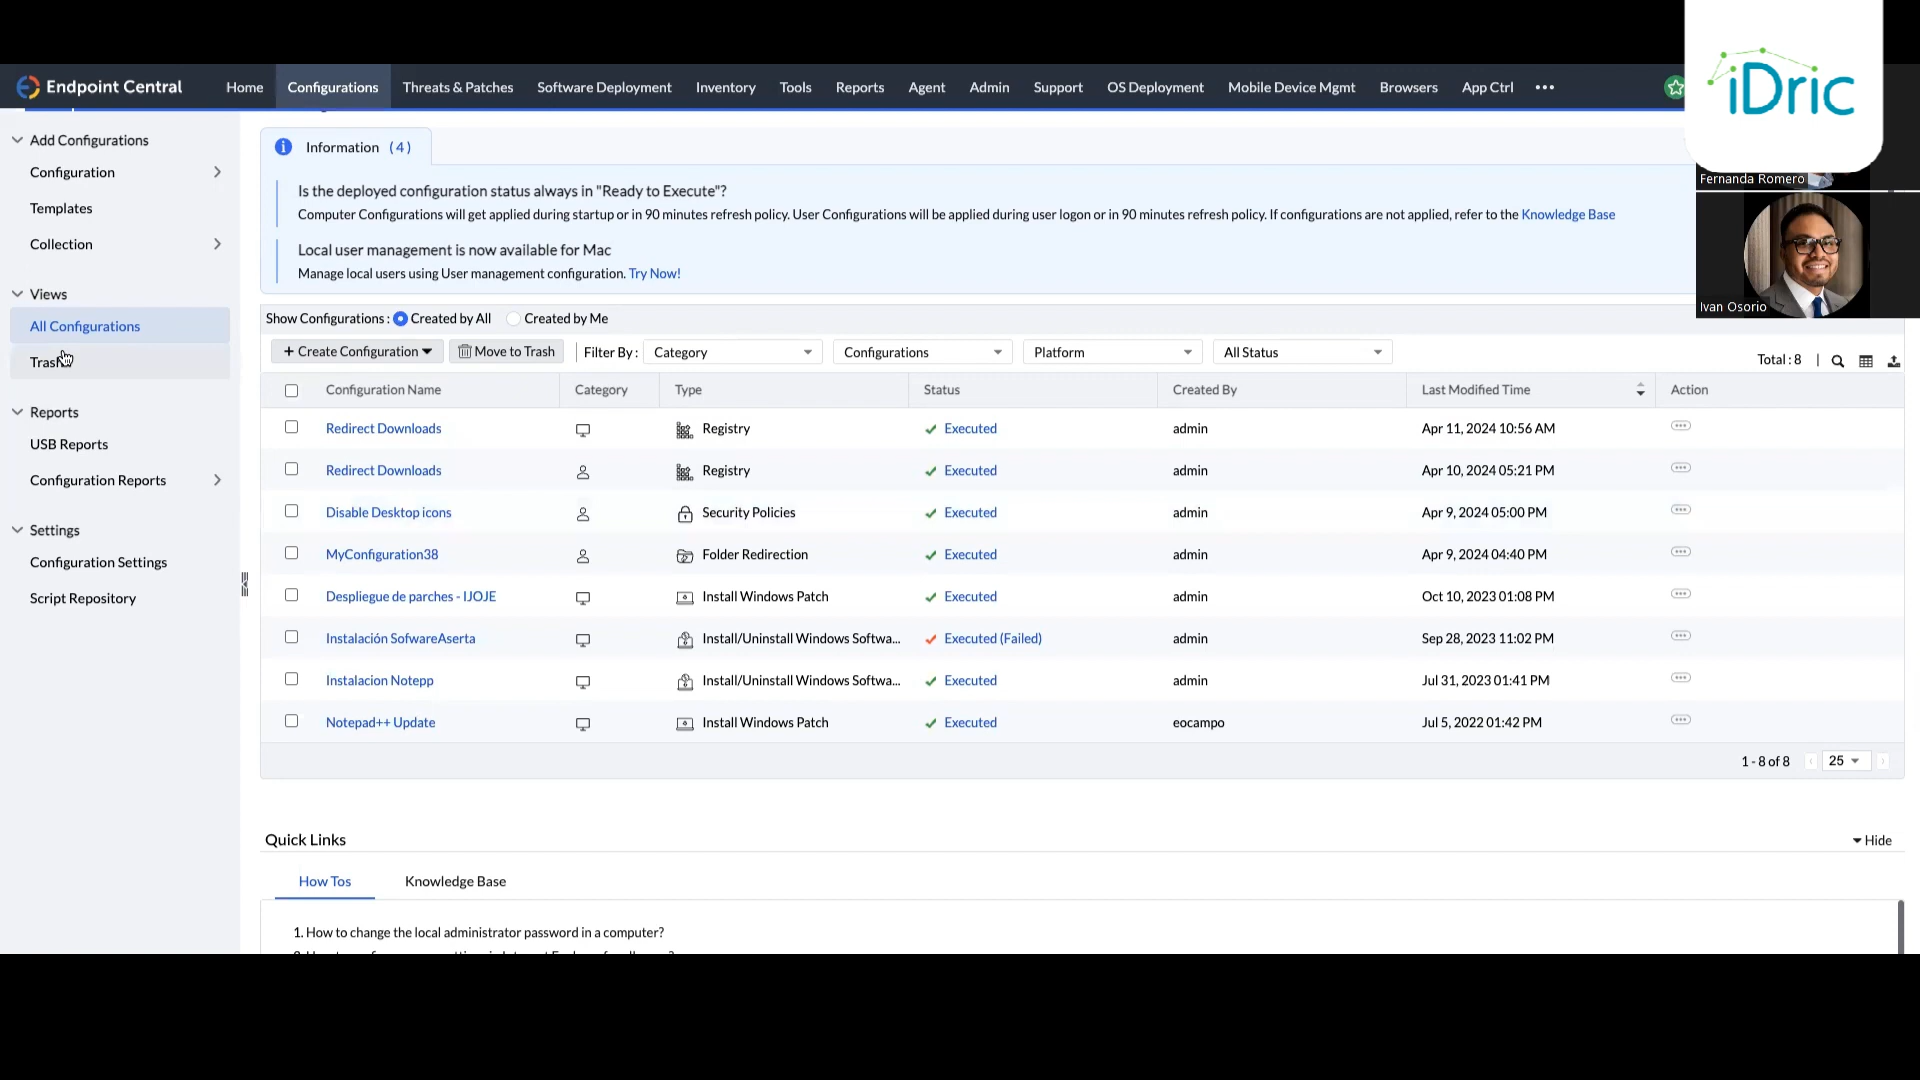 iDric
Endpoint Central
Home
Configurations
Threats & Patches
Software Deployment
Inventory
Tools
Reports
Agent
Admin
Support
OS Deployment
Mobile Device Mgmt
Browsers
App Ctrl
Fernanda Romero
Ivan Osorio
Add Configurations
Configuration
Templates
Collection
Views
All Configurations
Trash
Reports
USB Reports
Configuration Reports
Settings
Configuration Settings
Script Repository
Information (4)
Is the deployed configuration status always in "Ready to Execute"?
Computer Configurations will get applied during startup or in 90 minutes refresh policy. User Configurations will be applied during user logon or in 90 minutes refresh policy. If configurations are not applied, refer to the Knowledge Base
Local user management is now available for Mac
Manage local users using User management configuration. Try Now!
Show Configurations : Created by All Created by Me
+ Create Configuration Move to Trash Filter By : Category Configurations Platform All Status Total : 8
Configuration Name Category Type Status Created By Last Modified Time Action
Redirect Downloads Registry Executed admin Apr 11, 2024 10:56 AM
Redirect Downloads Registry Executed admin Apr 10, 2024 05:21 PM
Disable Desktop icons Security Policies Executed admin Apr 9, 2024 05:00 PM
MyConfiguration38 Folder Redirection Executed admin Apr 9, 2024 04:40 PM
Despliegue de parches - IJOJE Install Windows Patch Executed admin Oct 10, 2023 01:08 PM
Instalación SofwareAserta Install/Uninstall Windows Softwa... Executed (Failed) admin Sep 28, 2023 11:02 PM
Instalacion Notepp Install/Uninstall Windows Softwa... Executed admin Jul 31, 2023 01:41 PM
Notepad++ Update Install Windows Patch Executed eocampo Jul 5, 2022 01:42 PM
1 - 8 of 8 25
Quick Links Hide
How Tos Knowledge Base
1. How to change the local administrator password in a computer?